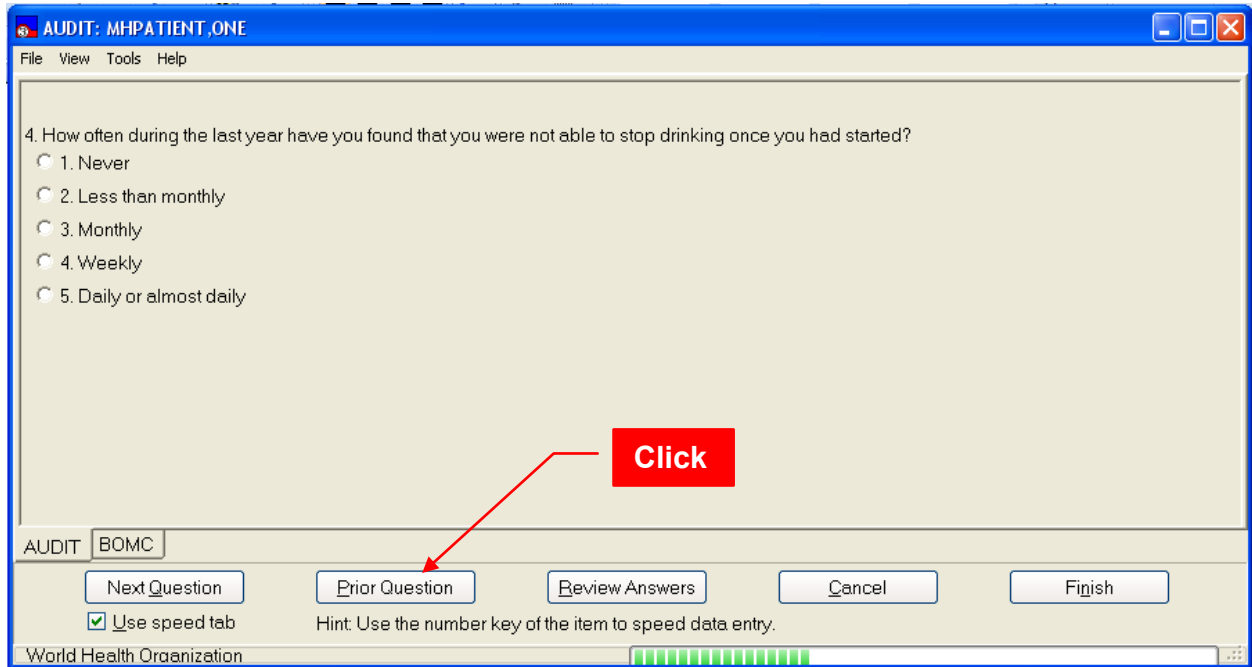 AUDIT: MHPATIENT,ONE
File View Tools Help
4. How often during the last year have you found that you were not able to stop drinking once you had started?
1. Never
2. Less than monthly
3. Monthly
4. Weekly
5. Daily or almost daily
Click
AUDIT BOMC
Next Question Prior Question Review Answers Cancel Finish
Use speed tab Hint: Use the number key of the item to speed data entry.
World Health Organization